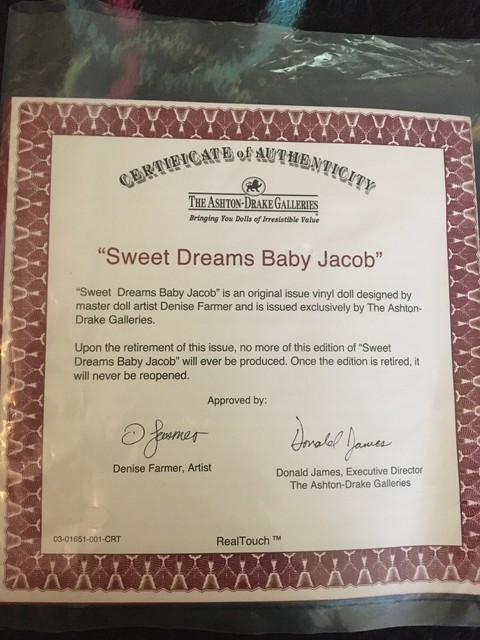 CERTIFICATE of AUTHENTICITY
THE ASHTON-DRAKE GALLERIES
Bringing You Dolls of Irresistible Value
“Sweet Dreams Baby Jacob”
“Sweet Dreams Baby Jacob” is an original issue vinyl doll designed by
master doll artist Denise Farmer and is issued exclusively by The Ashton-
Drake Galleries.
Upon the retirement of this issue, no more of this edition of “Sweet
Dreams Baby Jacob” will ever be produced. Once the edition is retired, it
will never be reopened.
Approved by:
D Farmer
Donald James
Denise Farmer, Artist
Donald James, Executive Director
The Ashton-Drake Galleries
03-01651-001-CRT
RealTouch ™